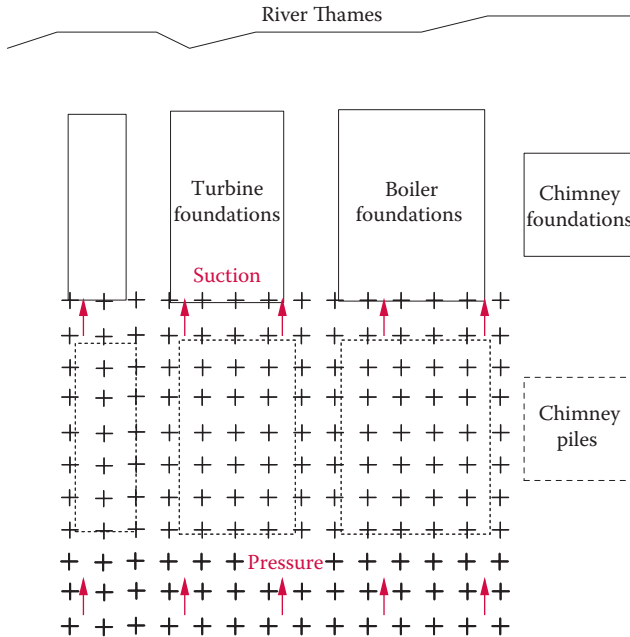 River Thames
Turbine
foundations
Boiler
foundations
Chimney
foundations
Suction
Chimney
piles
Pressure